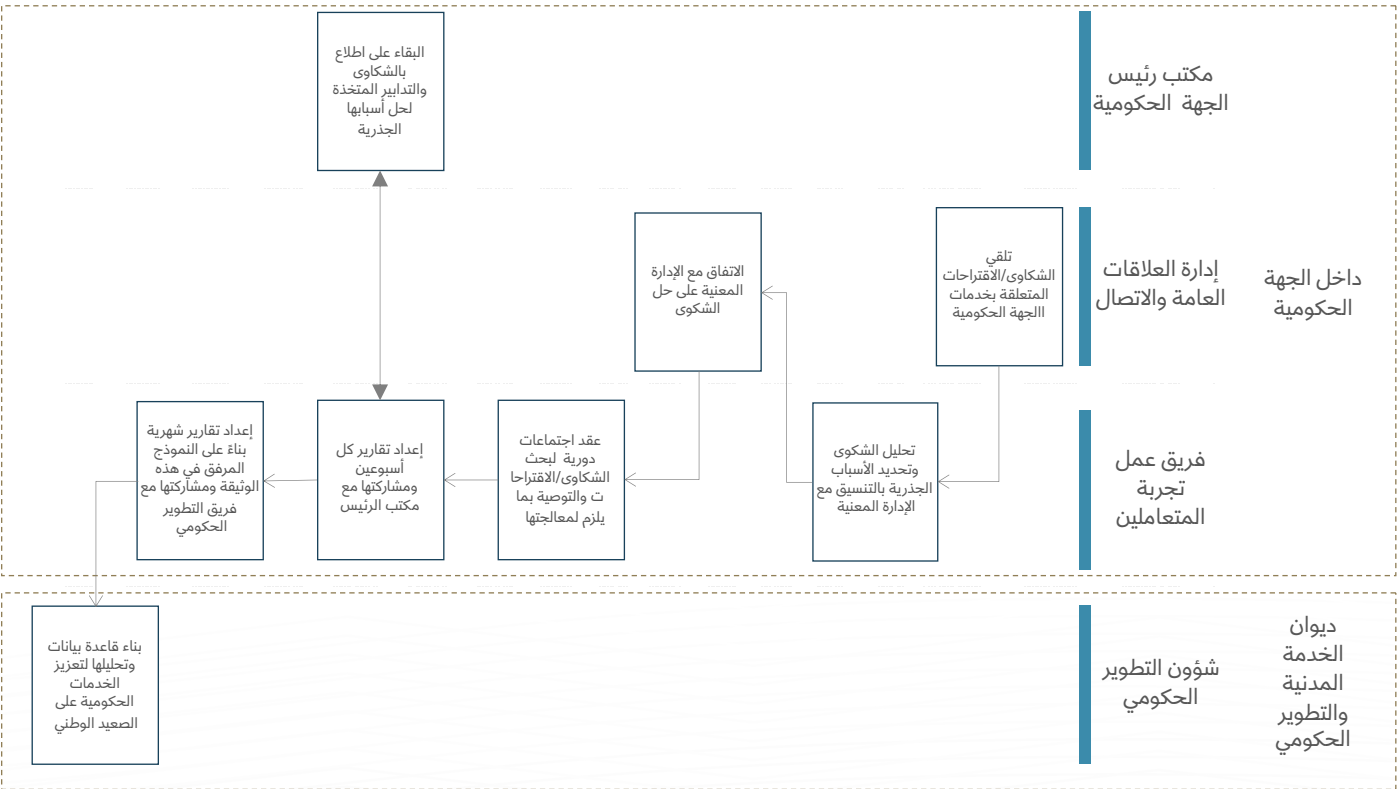 داخل الجهة
الحكومية
مكتب رئيس
الجهة الحكومية
البقاء على اطلاع
بالشكاوى
والتدابير المتخذة
لحل أسبابها
الجذرية
إدارة العلاقات
العامة والاتصال
تلقي
الشكاوى/الاقتراحات
المتعلقة بخدمات
االجهة الحكومية
الاتفاق مع الإدارة
المعنية على حل
الشكوى
فريق عمل
تجربة
المتعاملين
تحليل الشكوى
وتحديد الأسباب
الجذرية بالتنسيق مع
الإدارة المعنية
عقد اجتماعات
دورية لبحث
الشكاوى/الاقتراحا
ت والتوصية بما
يلزم لمعالجتها
إعداد تقارير كل
أسبوعين
ومشاركتها مع
مكتب الرئيس
إعداد تقارير شهرية
بناءً على النموذج
المرفق في هذه
الوثيقة ومشاركتها مع
فريق التطوير
الحكومي
ديوان
الخدمة
المدنية
والتطوير
الحكومي
شؤون التطوير
الحكومي
بناء قاعدة بيانات
وتحليلها لتعزيز
الخدمات
الحكومية على
الصعيد الوطني